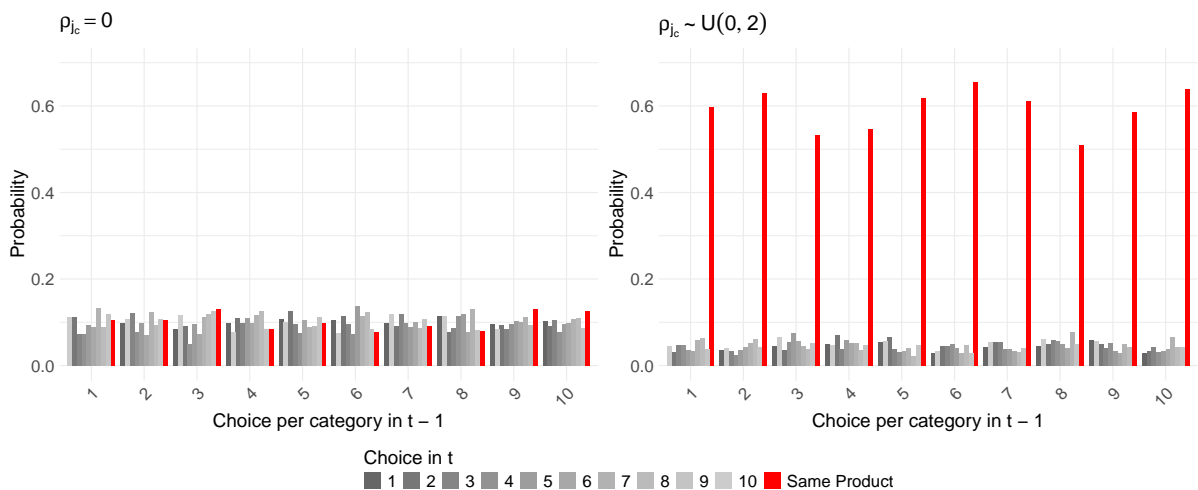 ρjc = 0
Probability
0.6
0.4
0.2
0.0
1 2 3 4 5 6 7 8 9 10
Choice per category in t − 1
ρjc ~ U(0, 2)
Probability
0.6
0.4
0.2
0.0
1 2 3 4 5 6 7 8 9 10
Choice per category in t − 1
Choice in t
1 2 3 4 5 6 7 8 9 10 Same Product